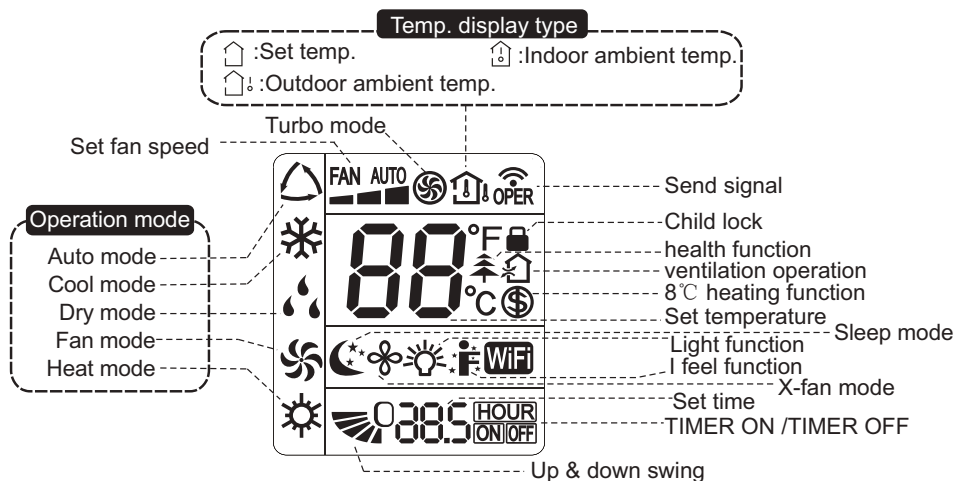 Temp. display type
:Set temp.
:Indoor ambient temp.
:Outdoor ambient temp.
Turbo mode
Set fan speed
FAN AUTO
OPER
Send signal
Operation mode
Auto mode
Cool mode
Dry mode
Fan mode
Heat mode
88
°F
°C
Child lock
health function
ventilation operation
8℃ heating function
Set temperature
Sleep mode
Light function
I feel function
X-fan mode
WiFi
Set time
088.5
HOUR
ON OFF
TIMER ON /TIMER OFF
Up & down swing